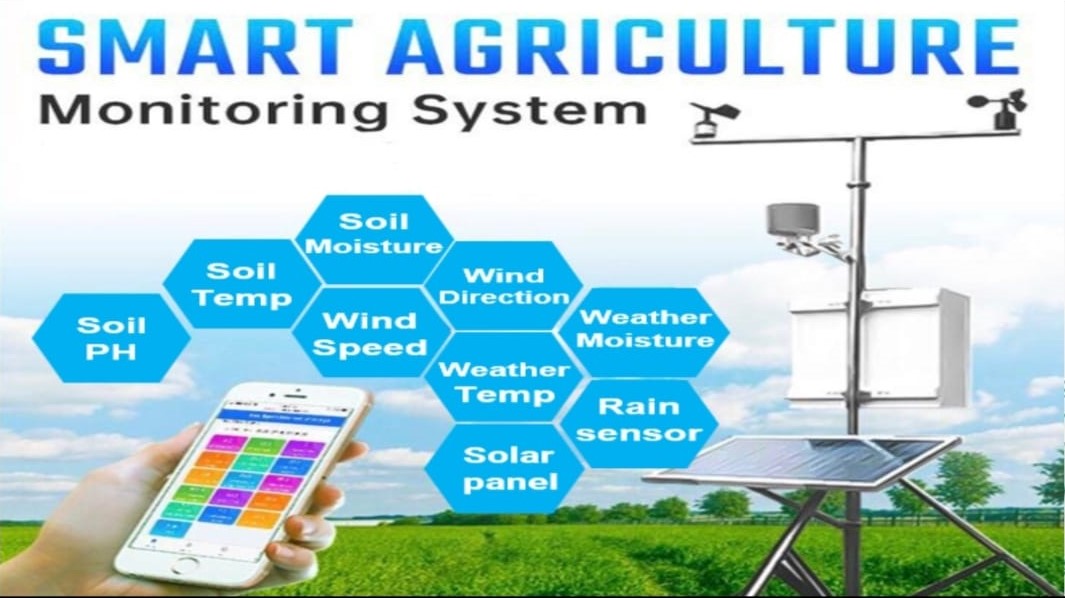 SMART AGRICULTURE
Monitoring System
Soil
Moisture
Soil
Temp
Wind
Direction
Soil
PH
Wind
Speed
Weather
Moisture
Weather
Temp
Rain
sensor
Solar
panel